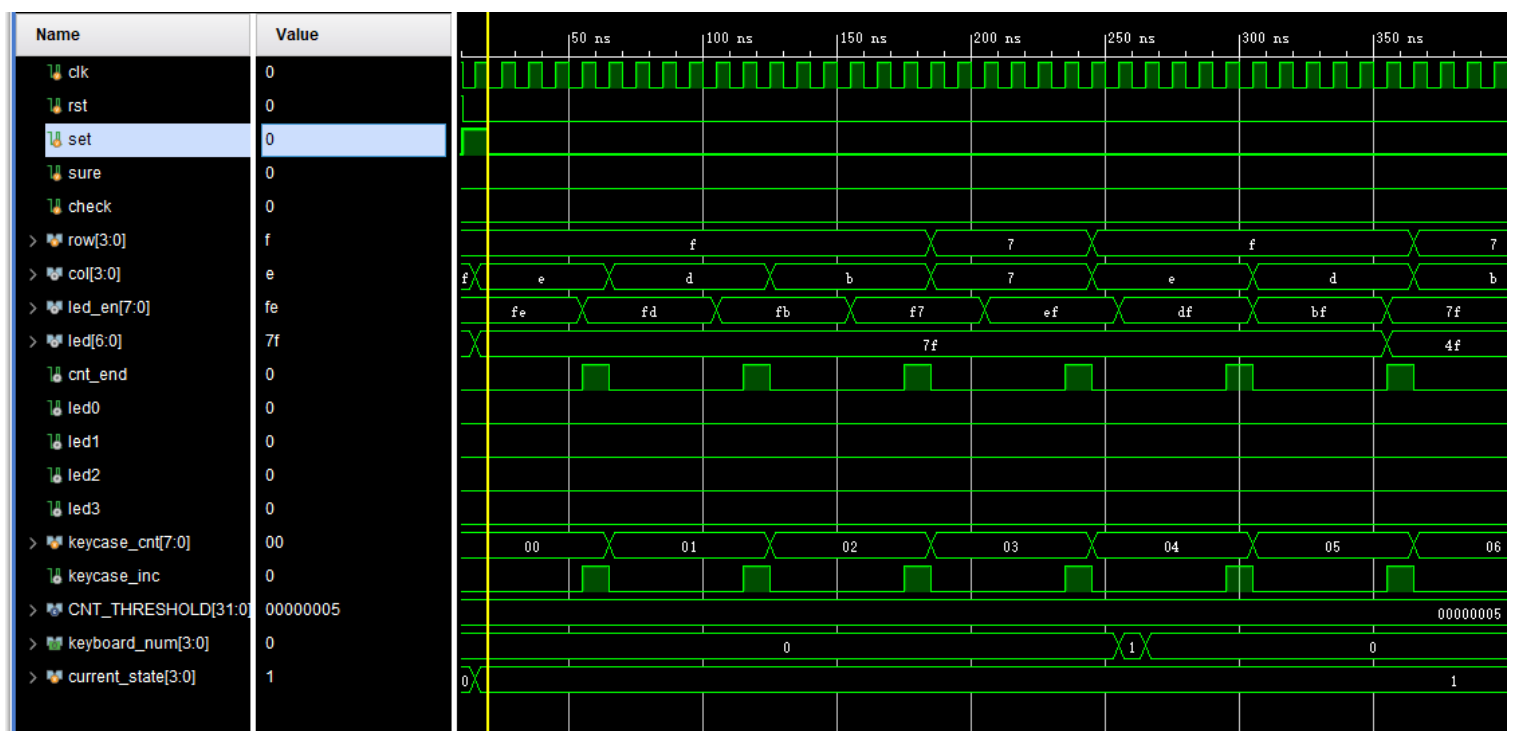 Name Value
50 ns 100 ns 150 ns 200 ns 250 ns 300 ns 350 ns
clk 0
rst 0
set 0
sure 0
check 0
row[3:0] f f 7 f 7
col[3:0] e f e d b 7 e d b
led_en[7:0] fe fe fd fb f7 ef df bf 7f
led[6:0] 7f 7f 4f
cnt_end 0
led0 0
led1 0
led2 0
led3 0
keycase_cnt[7:0] 00 00 01 02 03 04 05 06
keycase_inc 0
CNT_THRESHOLD[31:0] 00000005 00000005
keyboard_num[3:0] 0 0 1 0
current_state[3:0] 1 0 1